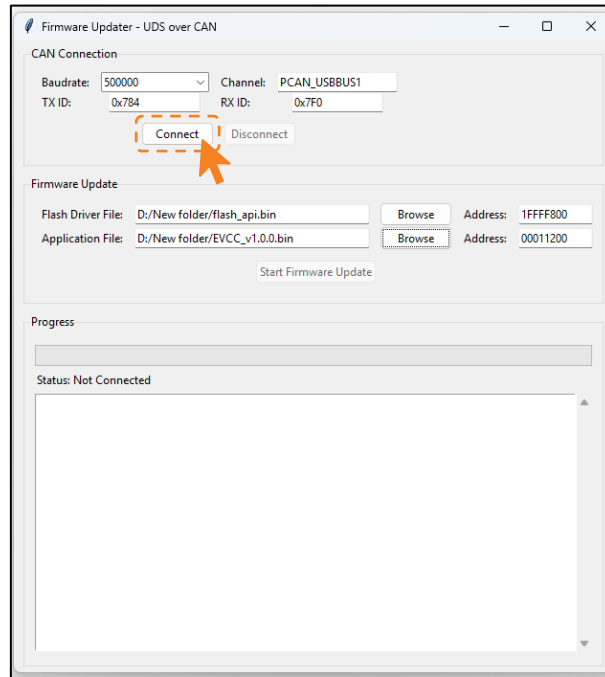 Firmware Updater - UDS over CAN
CAN Connection
Baudrate: 500000 Channel: PCAN_USBBUS1
TX ID: 0x784 RX ID: 0x7F0
Connect Disconnect
Firmware Update
Flash Driver File: D:/New folder/flash_api.bin Browse Address: 1FFFF800
Application File: D:/New folder/EVCC_v1.0.0.bin Browse Address: 00011200
Start Firmware Update
Progress
Status: Not Connected